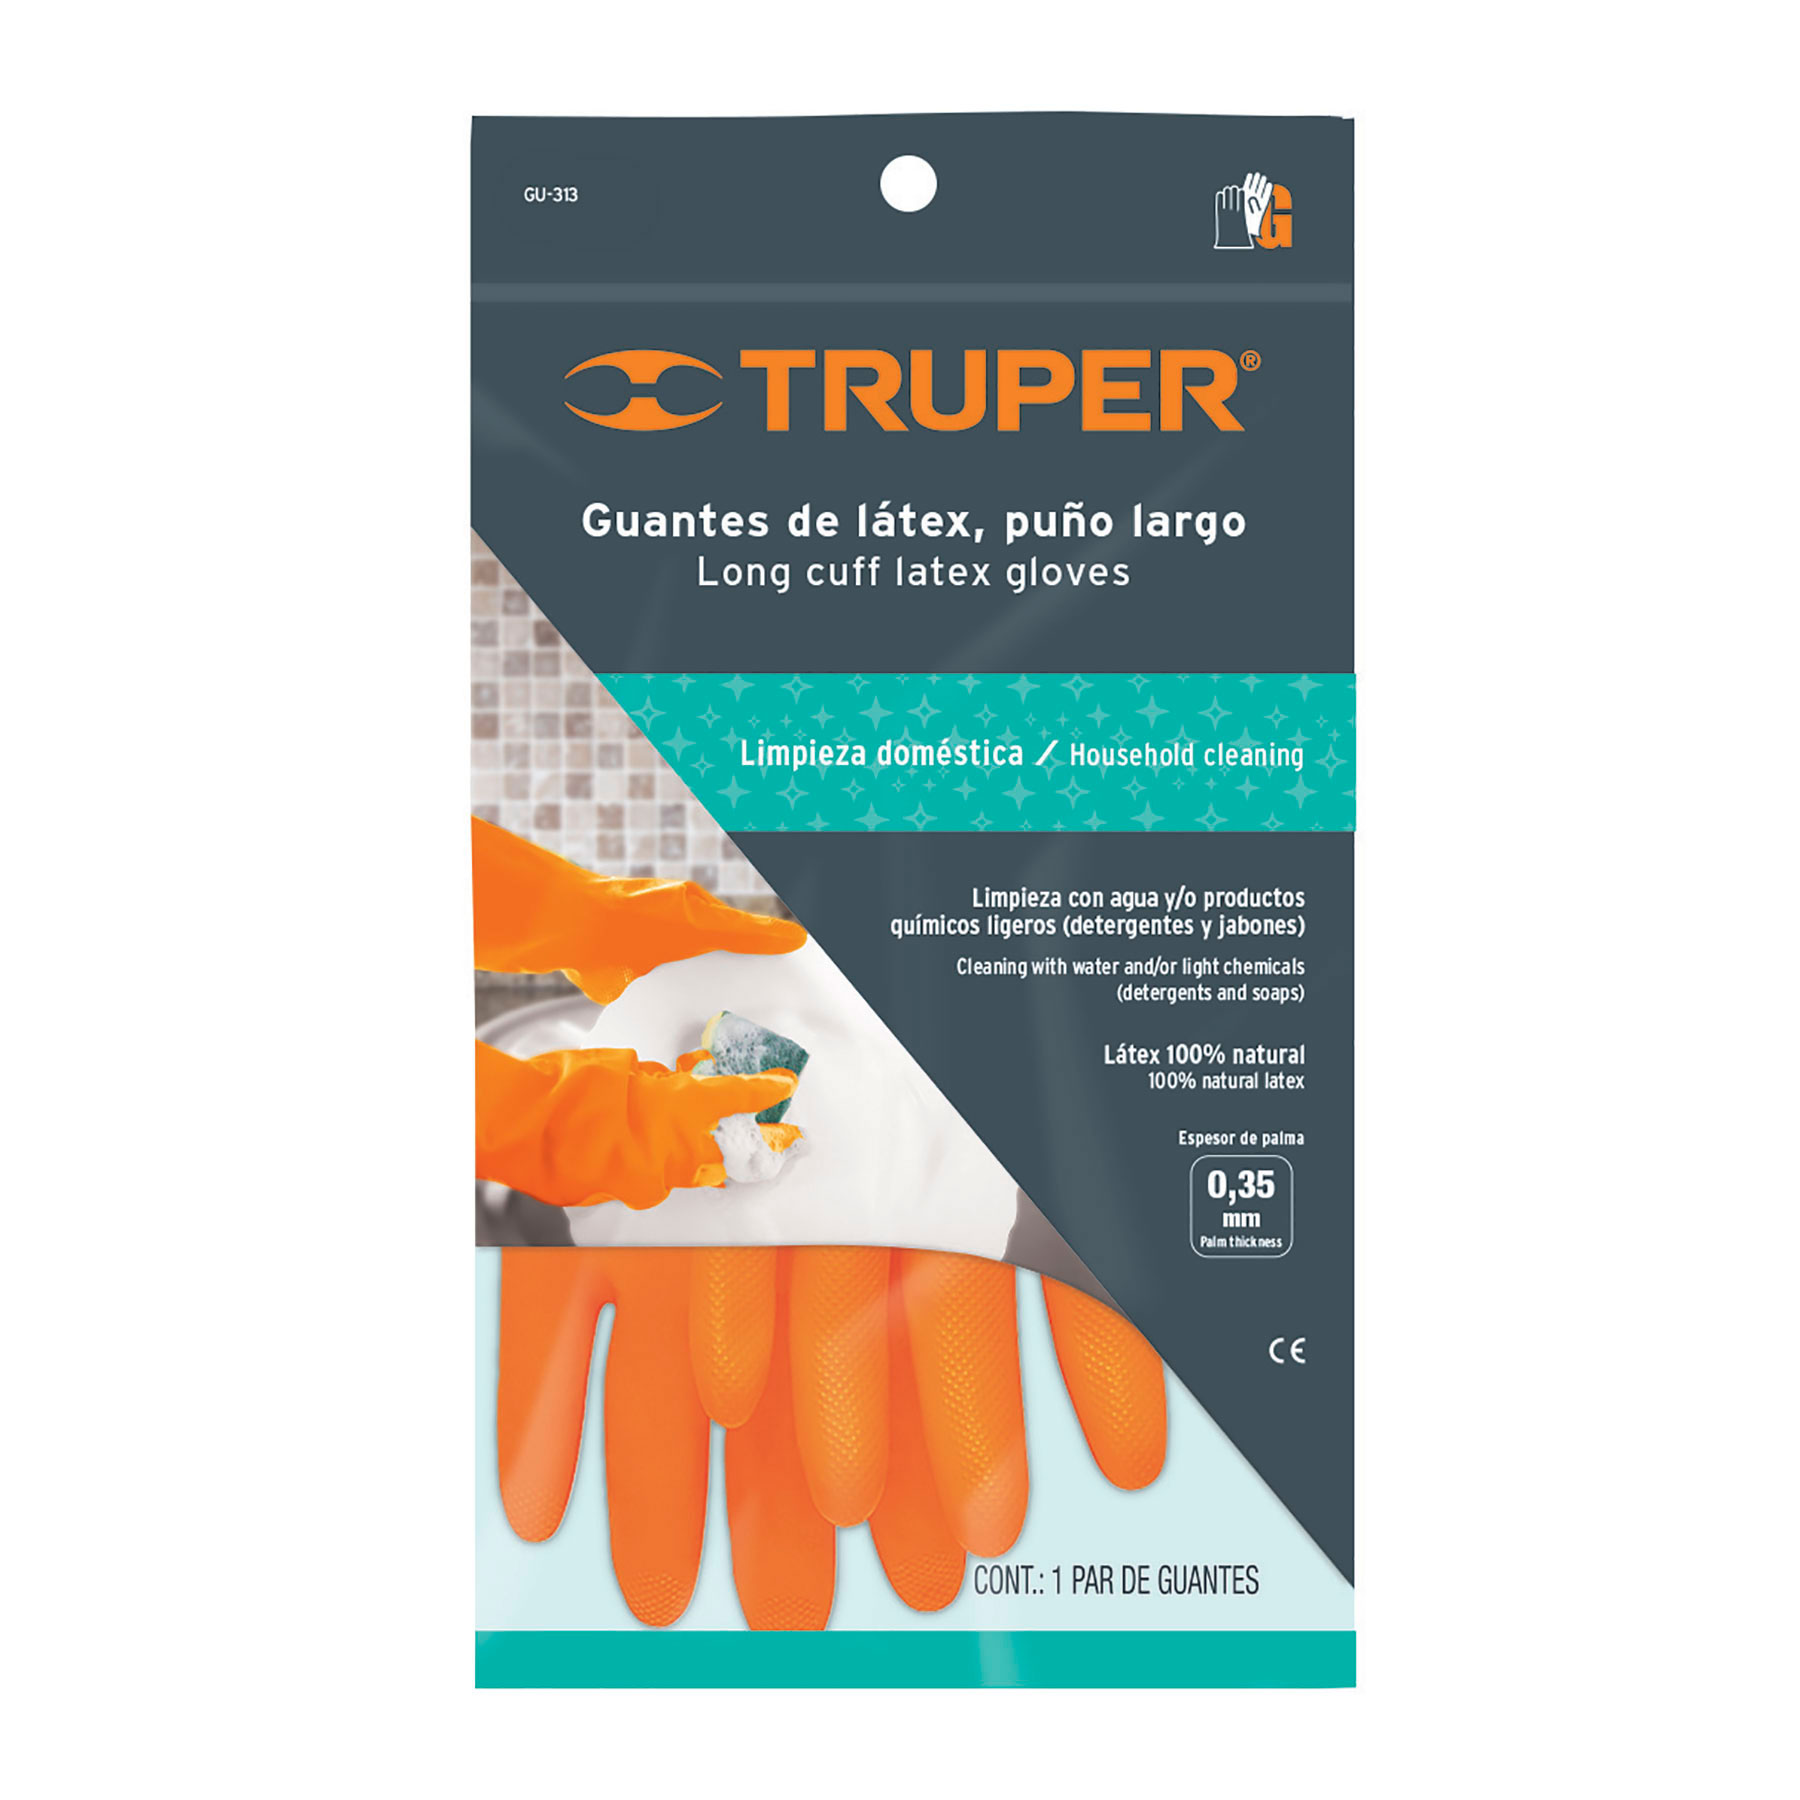 GU-313
G
TRUPER®
Guantes de látex, puño largo
Long cuff latex gloves
Limpieza doméstica / Household cleaning
Limpieza con agua y/o productos
químicos ligeros (detergentes y jabones)
Cleaning with water and/or light chemicals
(detergents and soaps)
Látex 100% natural
100% natural latex
Espesor de palma
0,35
mm
Palm thickness
CE
CONT.: 1 PAR DE GUANTES